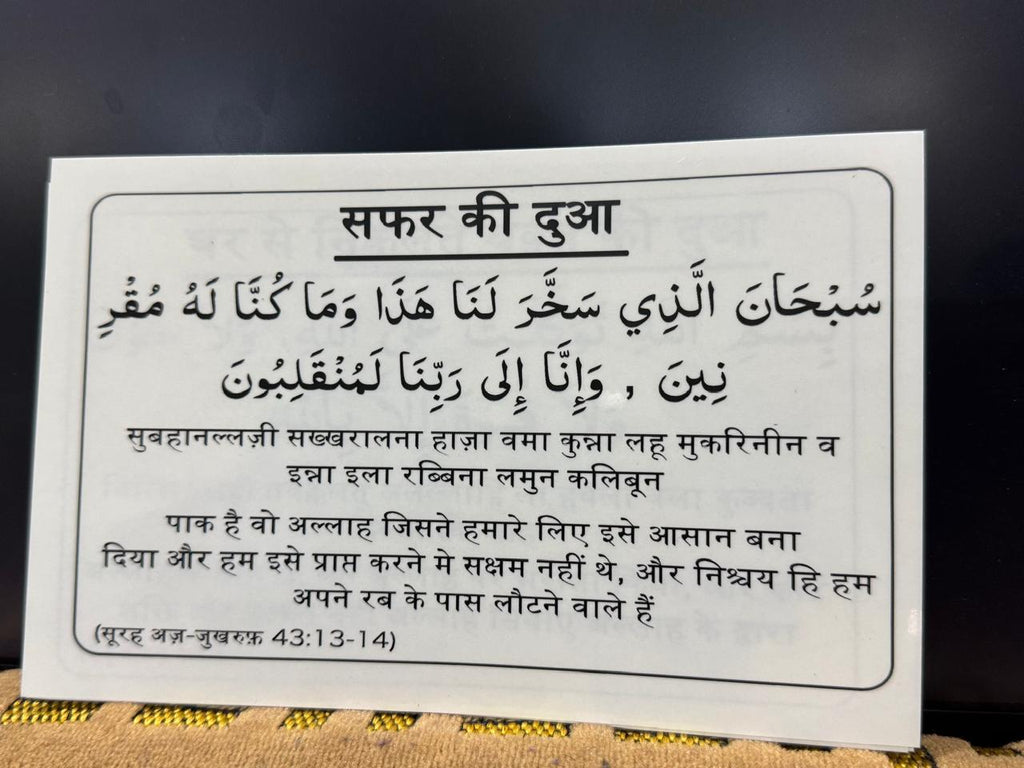 सफर की दुआ
سُبْحَانَ الَّذِي سَخَّرَ لَنَا هَذَا وَمَا كُنَّا لَهُ مُقْرِ
نِينَ , وَإِنَّا إِلَى رَبِّنَا لَمُنْقَلِبُونَ
सुबहानल्लज़ी सख्खरालना हाज़ा वमा कुन्ना लहू मुकरिनीन व
इन्ना इला रब्बिना लमुन कलिबून
पाक है वो अल्लाह जिसने हमारे लिए इसे आसान बना
दिया और हम इसे प्राप्त करने मे सक्षम नहीं थे, और निश्चय हि हम
अपने रब के पास लौटने वाले हैं
(सूरह अज़-जुखरुफ़ 43:13-14)